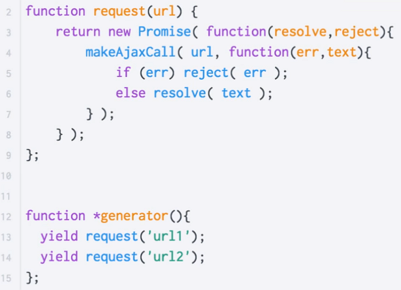 2 function request(url) {
3     return new Promise( function(resolve,reject){
4         makeAjaxCall( url, function(err,text){
5             if (err) reject( err );
6             else resolve( text );
7         } );
8     } );
9 };
10
11
12 function *generator(){
13   yield request('url1');
14   yield request('url2');
15 };